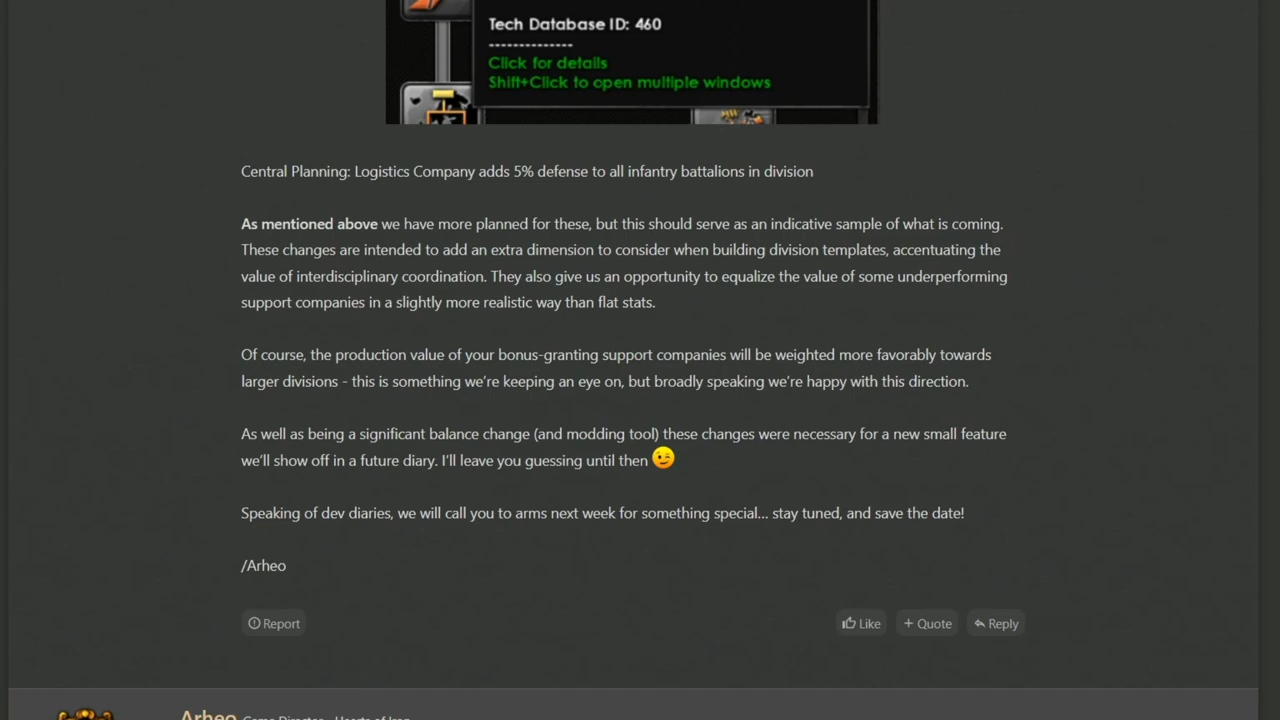 Tech Database ID: 460
--------------
Click for details
Shift+Click to open multiple windows
Central Planning: Logistics Company adds 5% defense to all infantry battalions in division
As mentioned above we have more planned for these, but this should serve as an indicative sample of what is coming.
These changes are intended to add an extra dimension to consider when building division templates, accentuating the
value of interdisciplinary coordination. They also give us an opportunity to equalize the value of some underperforming
support companies in a slightly more realistic way than flat stats.
Of course, the production value of your bonus-granting support companies will be weighted more favorably towards
larger divisions - this is something we’re keeping an eye on, but broadly speaking we’re happy with this direction.
As well as being a significant balance change (and modding tool) these changes were necessary for a new small feature
we’ll show off in a future diary. I’ll leave you guessing until then 😉
Speaking of dev diaries, we will call you to arms next week for something special... stay tuned, and save the date!
/Arheo
Report
Like
+ Quote
Reply
Arheo Game Director - Hearts of Iron